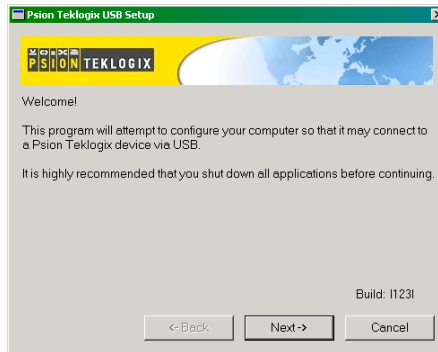 Psion Teklogix USB Setup
PSION TEKLOGIX
Welcome!
This program will attempt to configure your computer so that it may connect to
a Psion Teklogix device via USB.
It is highly recommended that you shut down all applications before continuing.
Build: I123I
<-Back
Next->
Cancel